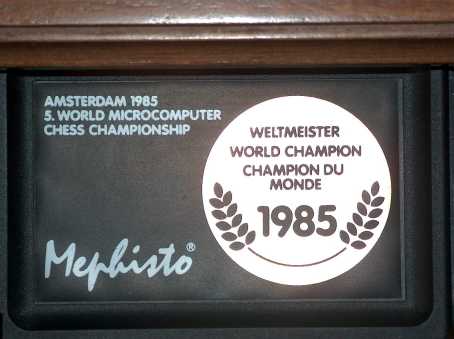 AMSTERDAM 1985
5. WORLD MICROCOMPUTER
CHESS CHAMPIONSHIP
WELTMEISTER
WORLD CHAMPION
CHAMPION DU
MONDE
1985
Mephisto®